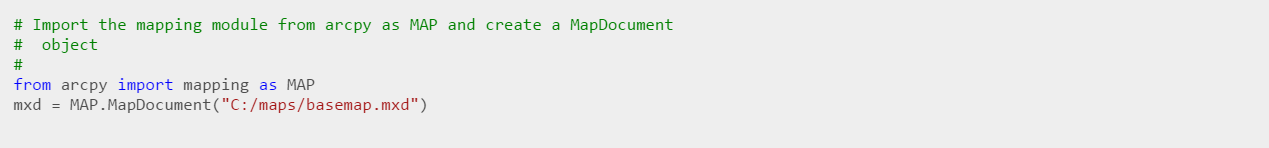 # Import the mapping module from arcpy as MAP and create a MapDocument
#  object
#
from arcpy import mapping as MAP
mxd = MAP.MapDocument("C:/maps/basemap.mxd")